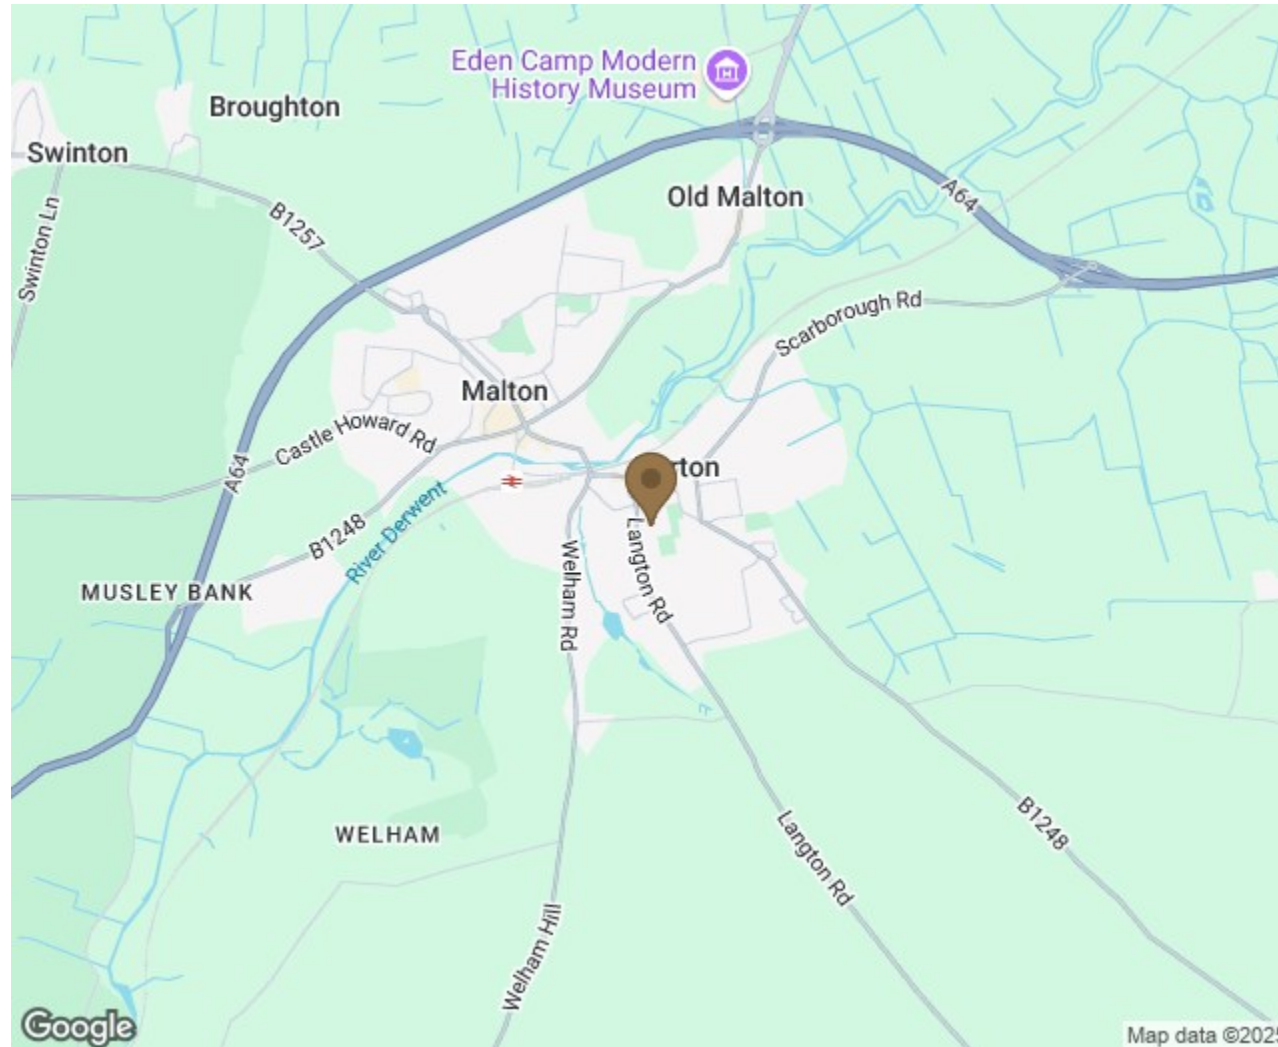 Eden Camp Modern
History Museum
Broughton
Swinton
Old Malton
A64
Swinton Ln
B1257
Scarborough Rd
Malton
Castle Howard Rd
A64
rton
B1248
River Derwent
Langton Rd
Welham Rd
MUSLEY BANK
WELHAM
Langton Rd
B1248
Welham Hill
Google
Map data ©2025